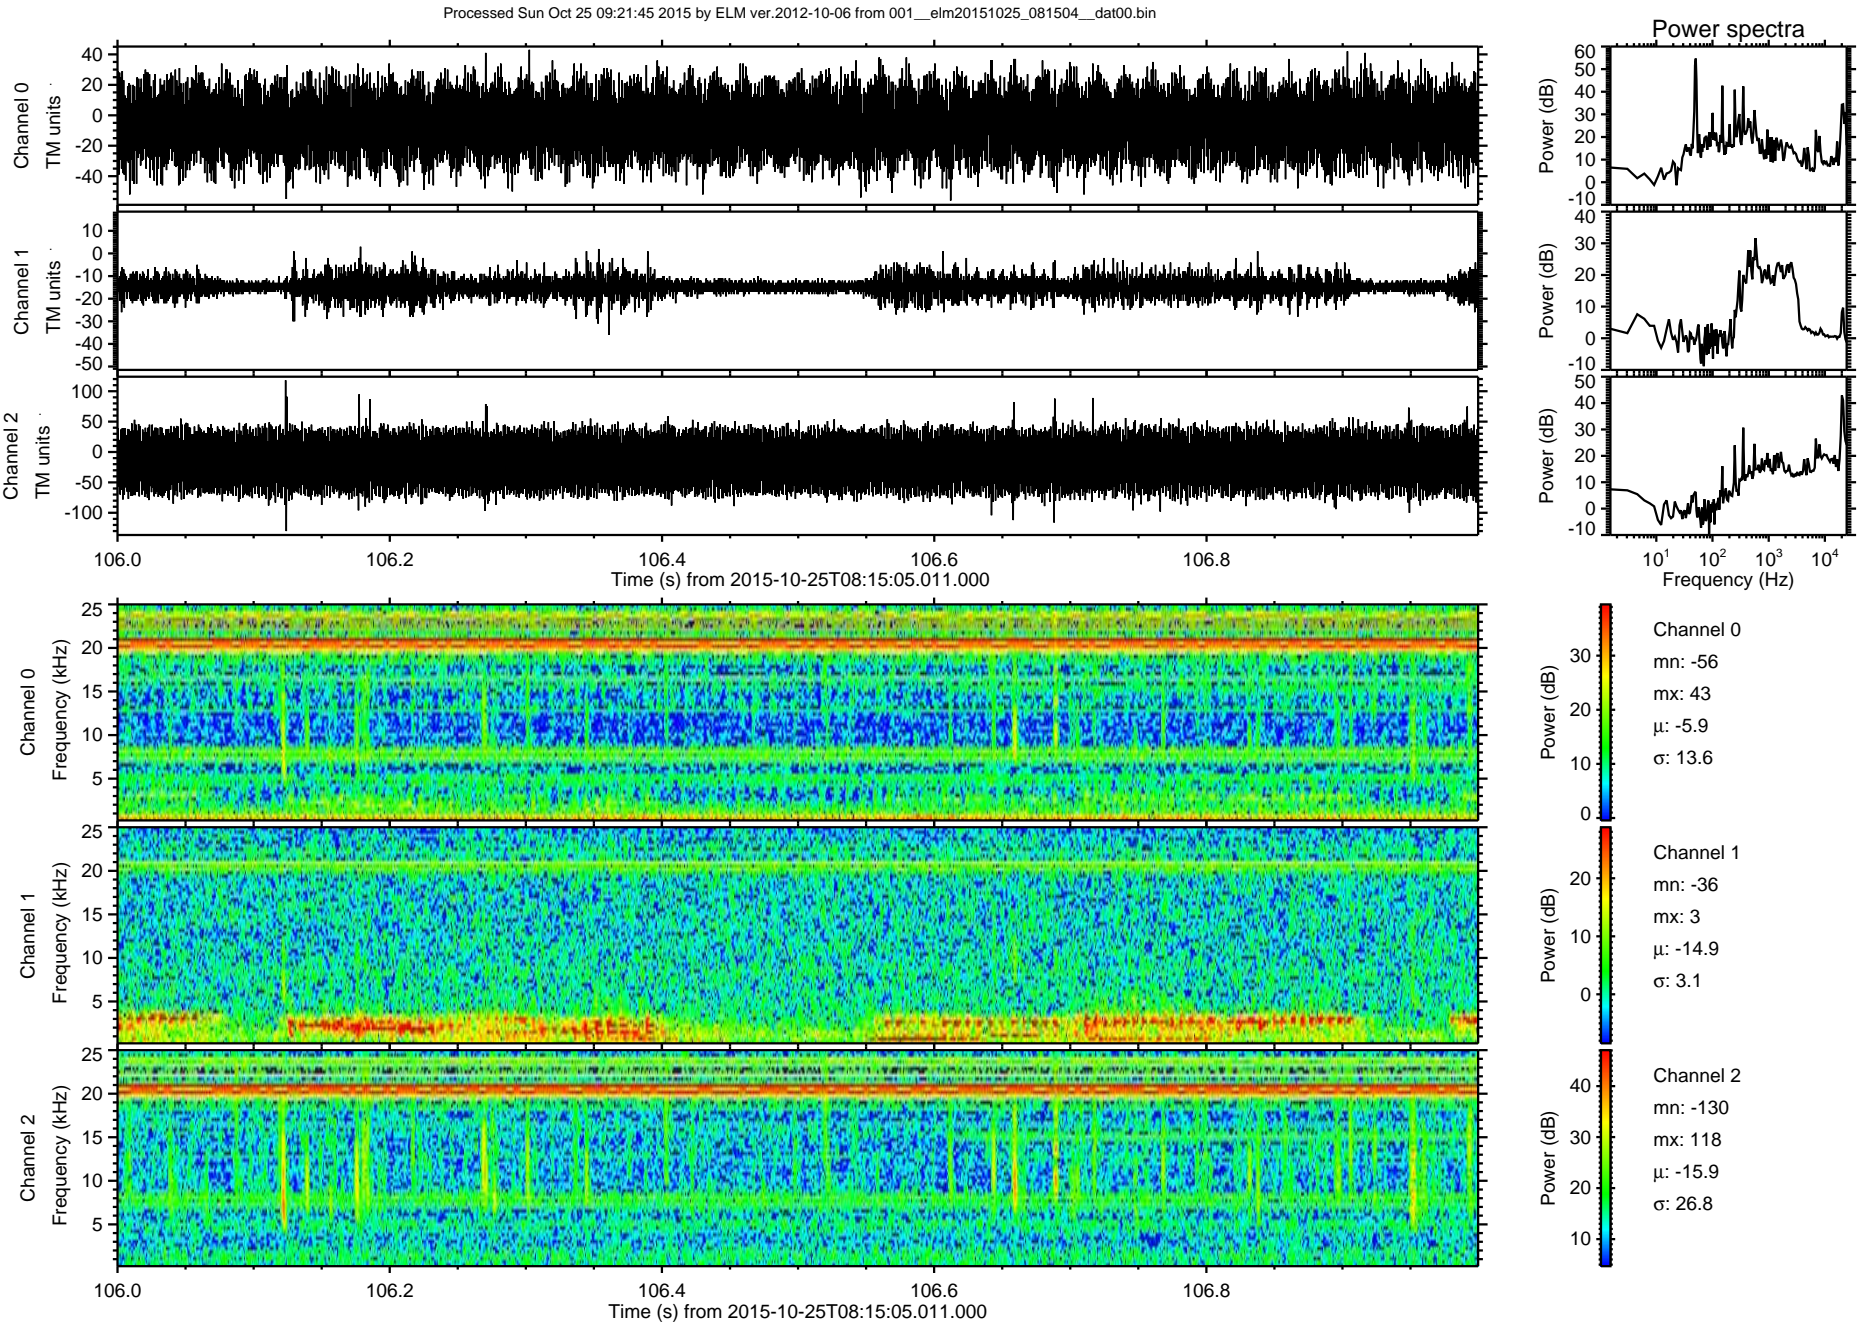 Processed Sun Oct 25 09:21:45 2015 by ELM ver.2012-10-06 from 001__elm20151025_081504__dat00.bin
Power spectra
Channel 0
TM units
40
20
0
-20
-40
Power (dB)
60
50
40
30
20
10
0
-10
Channel 1
TM units
10
0
-10
-20
-30
-40
-50
Power (dB)
40
30
20
10
0
-10
Channel 2
TM units
100
50
0
-50
-100
Power (dB)
50
40
30
20
10
0
-10
106.0 106.2 106.4 106.6 106.8
Time (s) from 2015-10-25T08:15:05.011.000
10^1 10^2 10^3 10^4
Frequency (Hz)
Channel 0
Frequency (kHz)
25
20
15
10
5
Power (dB)
30
20
10
0
Channel 0
mn: -56
mx: 43
μ: -5.9
σ: 13.6
Channel 1
Frequency (kHz)
25
20
15
10
5
Power (dB)
20
10
0
Channel 1
mn: -36
mx: 3
μ: -14.9
σ: 3.1
Channel 2
Frequency (kHz)
25
20
15
10
5
Power (dB)
40
30
20
10
Channel 2
mn: -130
mx: 118
μ: -15.9
σ: 26.8
106.0 106.2 106.4 106.6 106.8
Time (s) from 2015-10-25T08:15:05.011.000